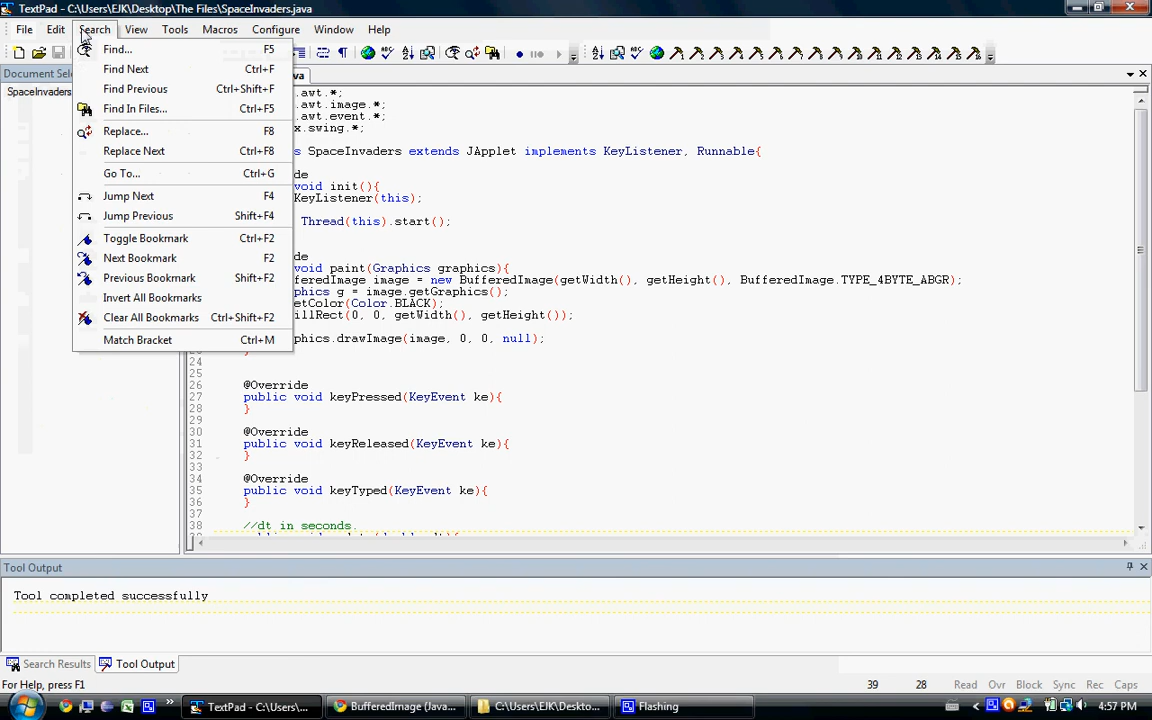 TextPad - C:\Users\EJK\Desktop\The Files\SpaceInvaders.java
File Edit Search View Tools Macros Configure Window Help
Find... F5
Find Next Ctrl+F
Find Previous Ctrl+Shift+F
Find In Files... Ctrl+F5
Replace... F8
Replace Next Ctrl+F8
Go To... Ctrl+G
Jump Next F4
Jump Previous Shift+F4
Toggle Bookmark Ctrl+F2
Next Bookmark F2
Previous Bookmark Shift+F2
Invert All Bookmarks
Clear All Bookmarks Ctrl+Shift+F2
Match Bracket Ctrl+M
Document Sele
SpaceInvaders
va
.awt.*;
.awt.image.*;
.awt.event.*;
x.swing.*;
s SpaceInvaders extends JApplet implements KeyListener, Runnable{
de
void init(){
KeyListener(this);
Thread(this).start();
de
void paint(Graphics graphics){
feredImage image = new BufferedImage(getWidth(), getHeight(), BufferedImage.TYPE_4BYTE_ABGR);
phics g = image.getGraphics();
etColor(Color.BLACK);
illRect(0, 0, getWidth(), getHeight());
phics.drawImage(image, 0, 0, null);
24
25
26 @Override
27 public void keyPressed(KeyEvent ke){
28 }
29
30 @Override
31 public void keyReleased(KeyEvent ke){
32 }
33
34 @Override
35 public void keyTyped(KeyEvent ke){
36 }
37
38 //dt in seconds.
Tool Output
Tool completed successfully
Search Results Tool Output
For Help, press F1 39 28 Read Ovr Block Sync Rec Caps
TextPad - C:\Users\... BufferedImage (Java... C:\Users\EJK\Deskto... Flashing 4:57 PM